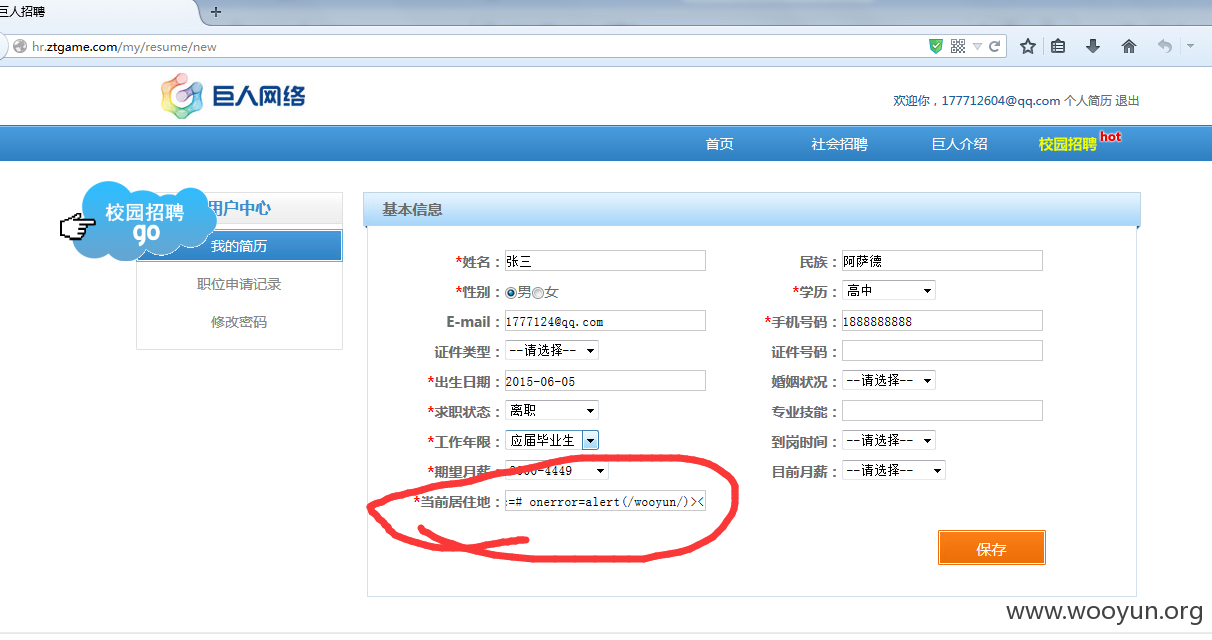 巨人招聘
hr.ztgame.com/my/resume/new
巨人网络
欢迎你，177712604@qq.com 个人简历 退出
首页 社会招聘 巨人介绍 校园招聘 hot
校园招聘
go
用户中心
我的简历
职位申请记录
修改密码
基本信息
*姓名： 张三 民族： 阿萨德
*性别： 男 女 *学历： 高中
E-mail： 1777124@qq.com *手机号码： 1888888888
证件类型： --请选择-- 证件号码：
*出生日期： 2015-06-05 婚姻状况： --请选择--
*求职状态： 离职 专业技能：
*工作年限： 应届毕业生 到岗时间： --请选择--
*期望月薪： -4449 目前月薪： --请选择--
*当前居住地： :=# onerror=alert(/wooyun/)><
保存
www.wooyun.org